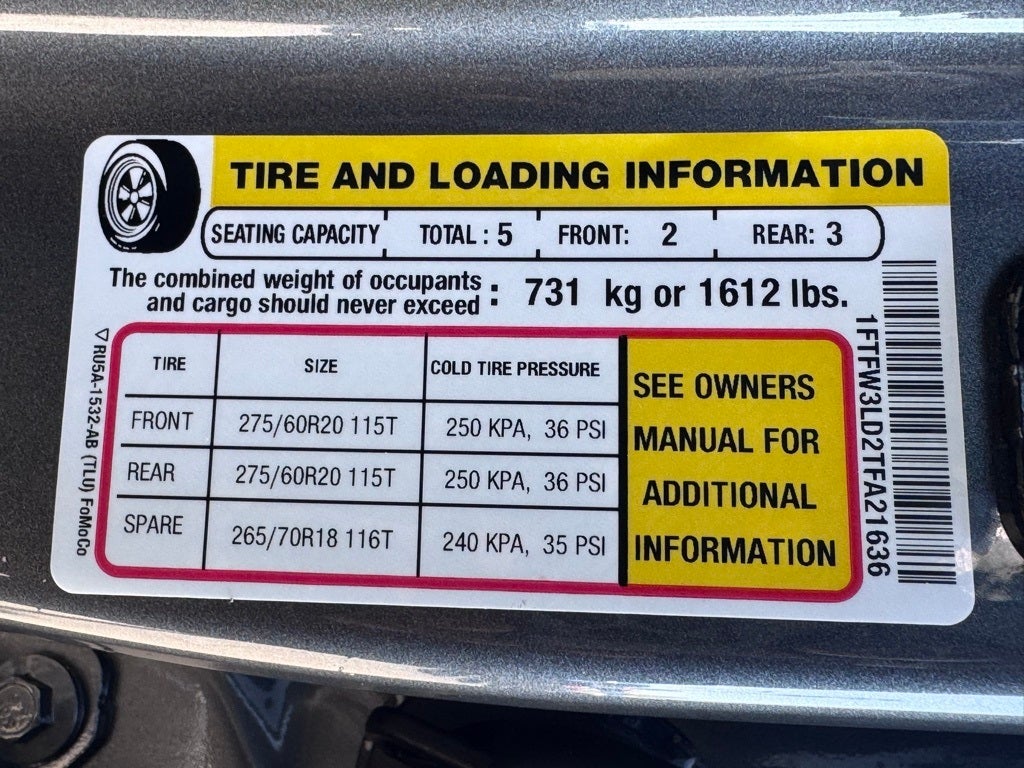 TIRE AND LOADING INFORMATION
SEATING CAPACITY TOTAL : 5 FRONT: 2 REAR: 3
The combined weight of occupants
and cargo should never exceed : 731 kg or 1612 lbs.
TIRE SIZE COLD TIRE PRESSURE
FRONT 275/60R20 115T 250 KPA, 36 PSI
REAR 275/60R20 115T 250 KPA, 36 PSI
SPARE 265/70R18 116T 240 KPA, 35 PSI
SEE OWNERS
MANUAL FOR
ADDITIONAL
INFORMATION
1FTFW3LD2TFA21636
RU5A-1532-AB (TLU) FoMoCo